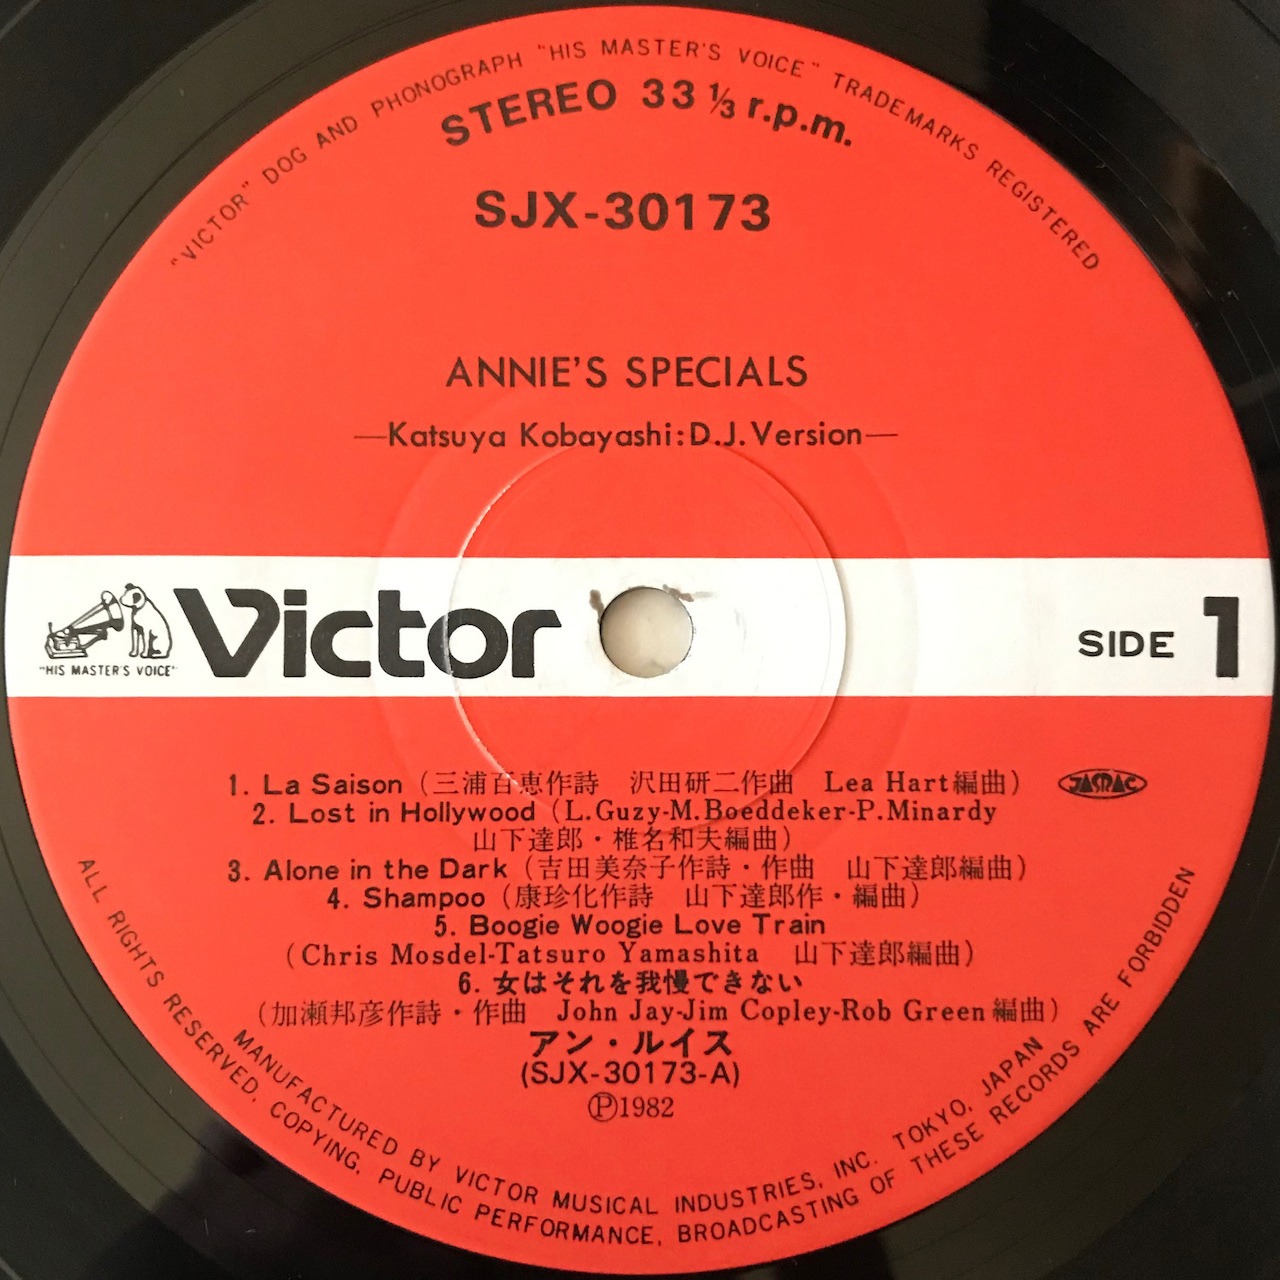 "VICTOR" DOG AND PHONOGRAPH "HIS MASTER'S VOICE" TRADEMARKS REGISTERED
STEREO 33 ⅓ r.p.m.
SJX-30173
ANNIE'S SPECIALS
—Katsuya Kobayashi:D.J.Version—
"HIS MASTER'S VOICE"
Victor
SIDE 1
1. La Saison (三浦百恵作詩 沢田研二作曲 Lea Hart編曲)
JASRAC
2. Lost in Hollywood (L.Guzy-M.Boeddeker-P.Minardy
山下達郎・椎名和夫編曲)
3. Alone in the Dark (吉田美奈子作詩・作曲 山下達郎編曲)
4. Shampoo (康珍化作詩 山下達郎作・編曲)
5. Boogie Woogie Love Train
(Chris Mosdel-Tatsuro Yamashita 山下達郎編曲)
6. 女はそれを我慢できない
(加瀬邦彦作詩・作曲 John Jay-Jim Copley-Rob Green編曲)
アン・ルイス
(SJX-30173-A)
Ⓟ1982
MANUFACTURED BY VICTOR MUSICAL INDUSTRIES, INC. TOKYO, JAPAN
ALL RIGHTS RESERVED, COPYING, PUBLIC PERFORMANCE, BROADCASTING OF THESE RECORDS ARE FORBIDDEN